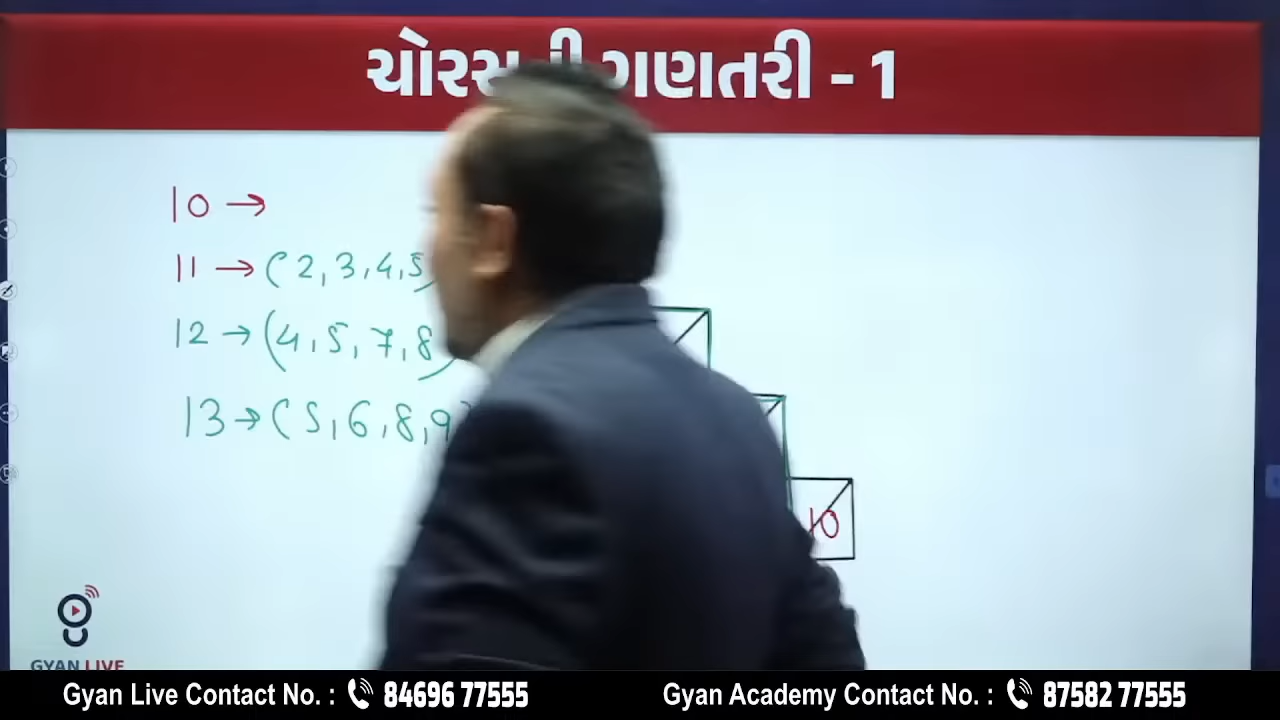 ગણતરી - 1
10 →
11 → ( 2, 3, 4, 5 )
12 → ( 4, 5, 7, 8 )
13 → ( 5, 6, 8, 9
10
GYAN LIVE
Gyan Live Contact No. : 84696 77555
Gyan Academy Contact No. : 87582 77555